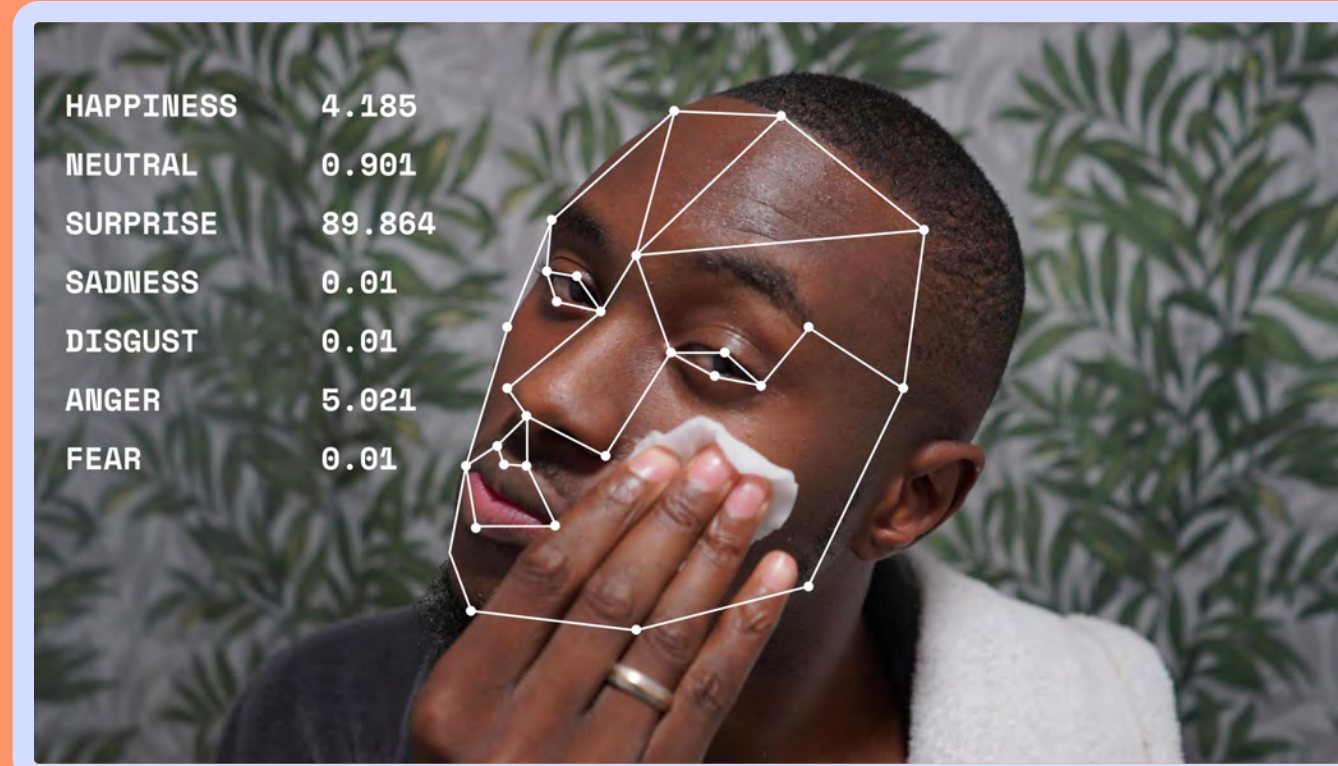 HAPPINESS 4.185
NEUTRAL 0.901
SURPRISE 89.864
SADNESS 0.01
DISGUST 0.01
ANGER 5.021
FEAR 0.01